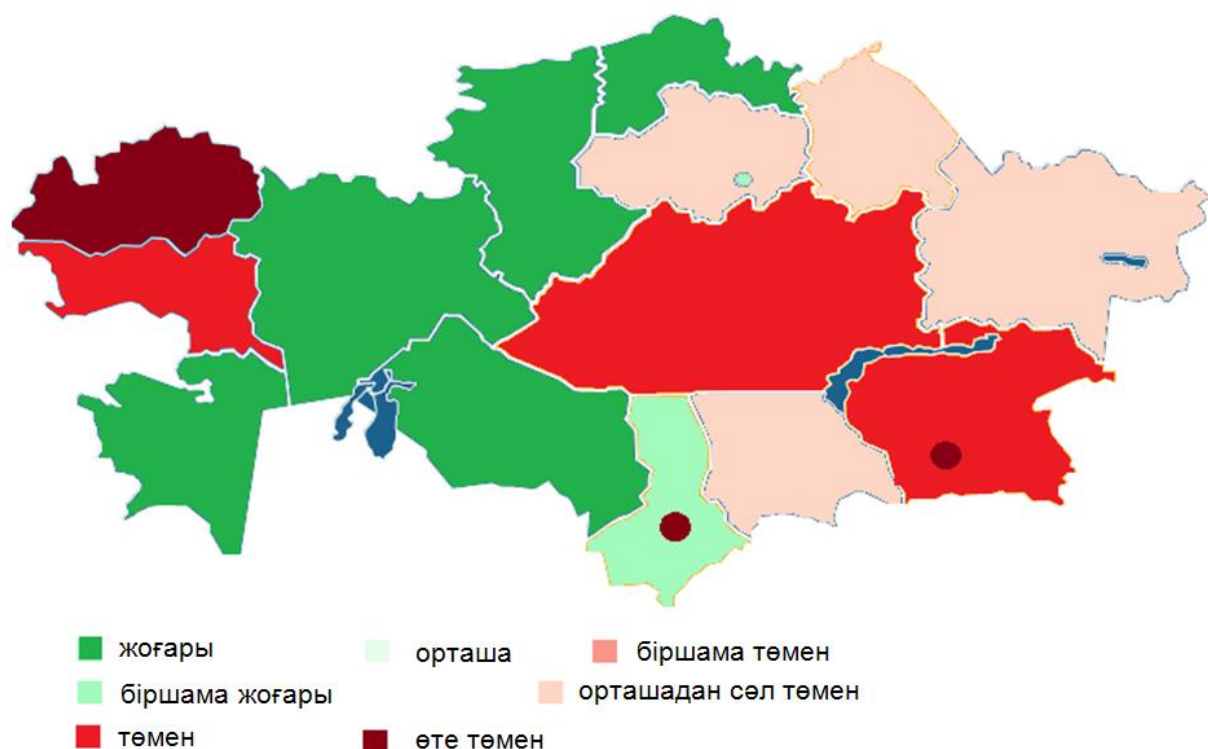 жоғары орташа біршама төмен
біршама жоғары орташадан сәл төмен
төмен өте төмен